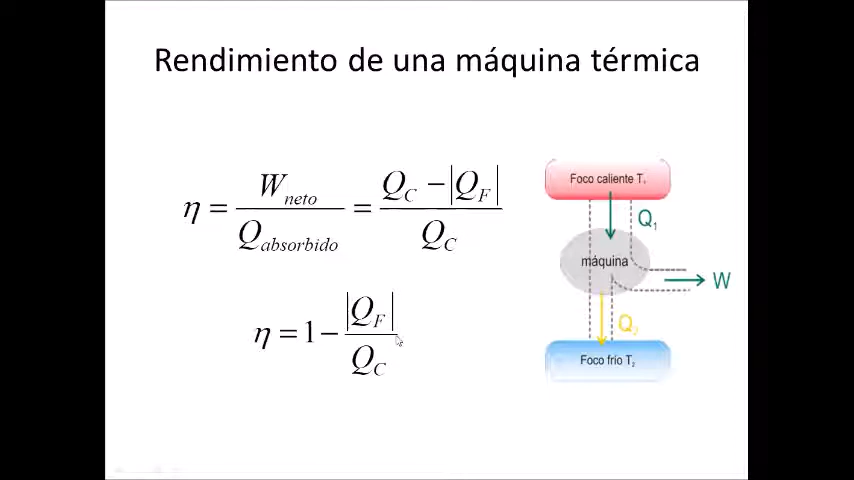 Rendimiento de una máquina térmica
η = W_neto / Q_absorbido = (Q_C − |Q_F|) / Q_C
η = 1 − |Q_F| / Q_C
Foco caliente T₁
Q₁
máquina
W
Q₂
Foco frío T₂